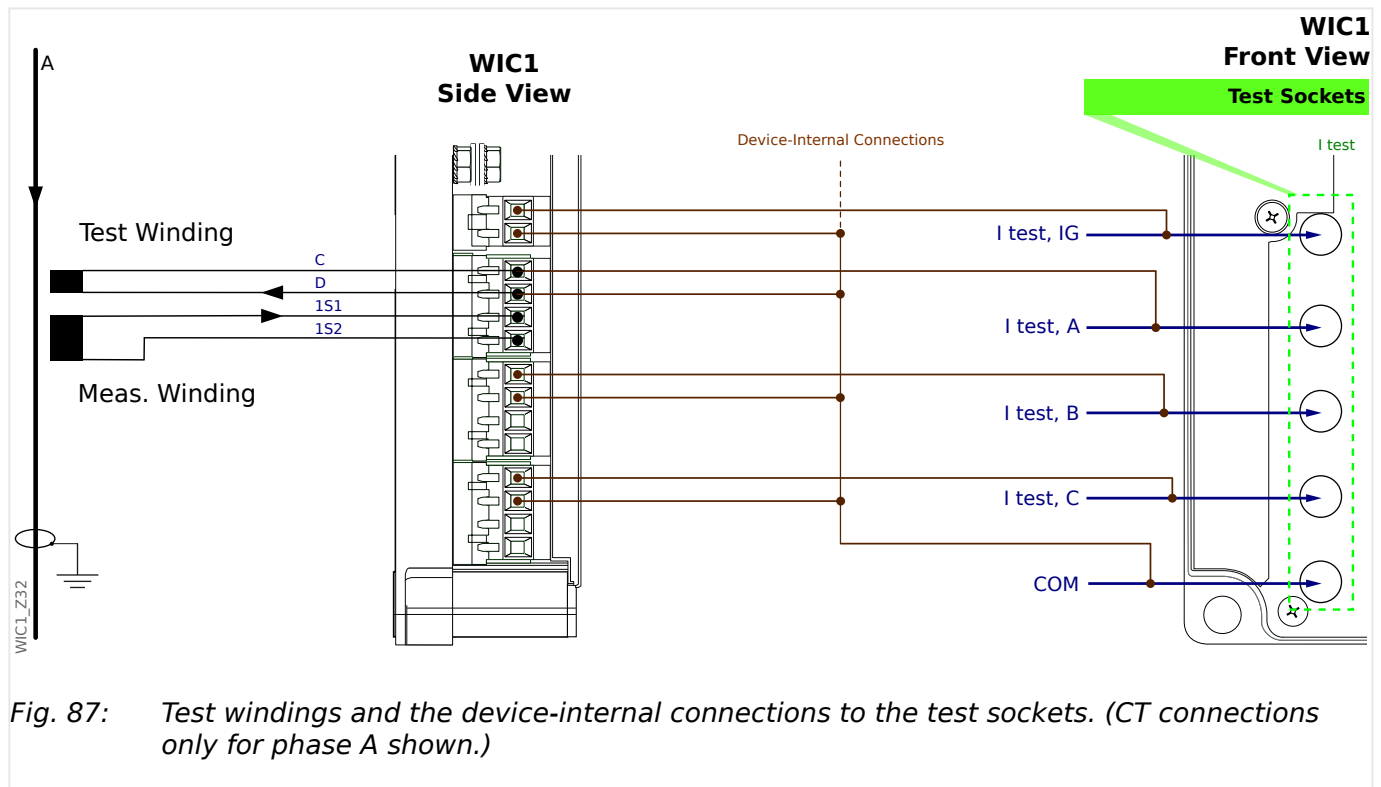 WIC1
Front View
A
WIC1
Side View
Test Sockets
Device-Internal Connections
I test
Test Winding
I test, IG
C
D
1S1
1S2
I test, A
Meas. Winding
I test, B
I test, C
COM
WIC1_Z32
Fig. 87: Test windings and the device-internal connections to the test sockets. (CT connections
only for phase A shown.)